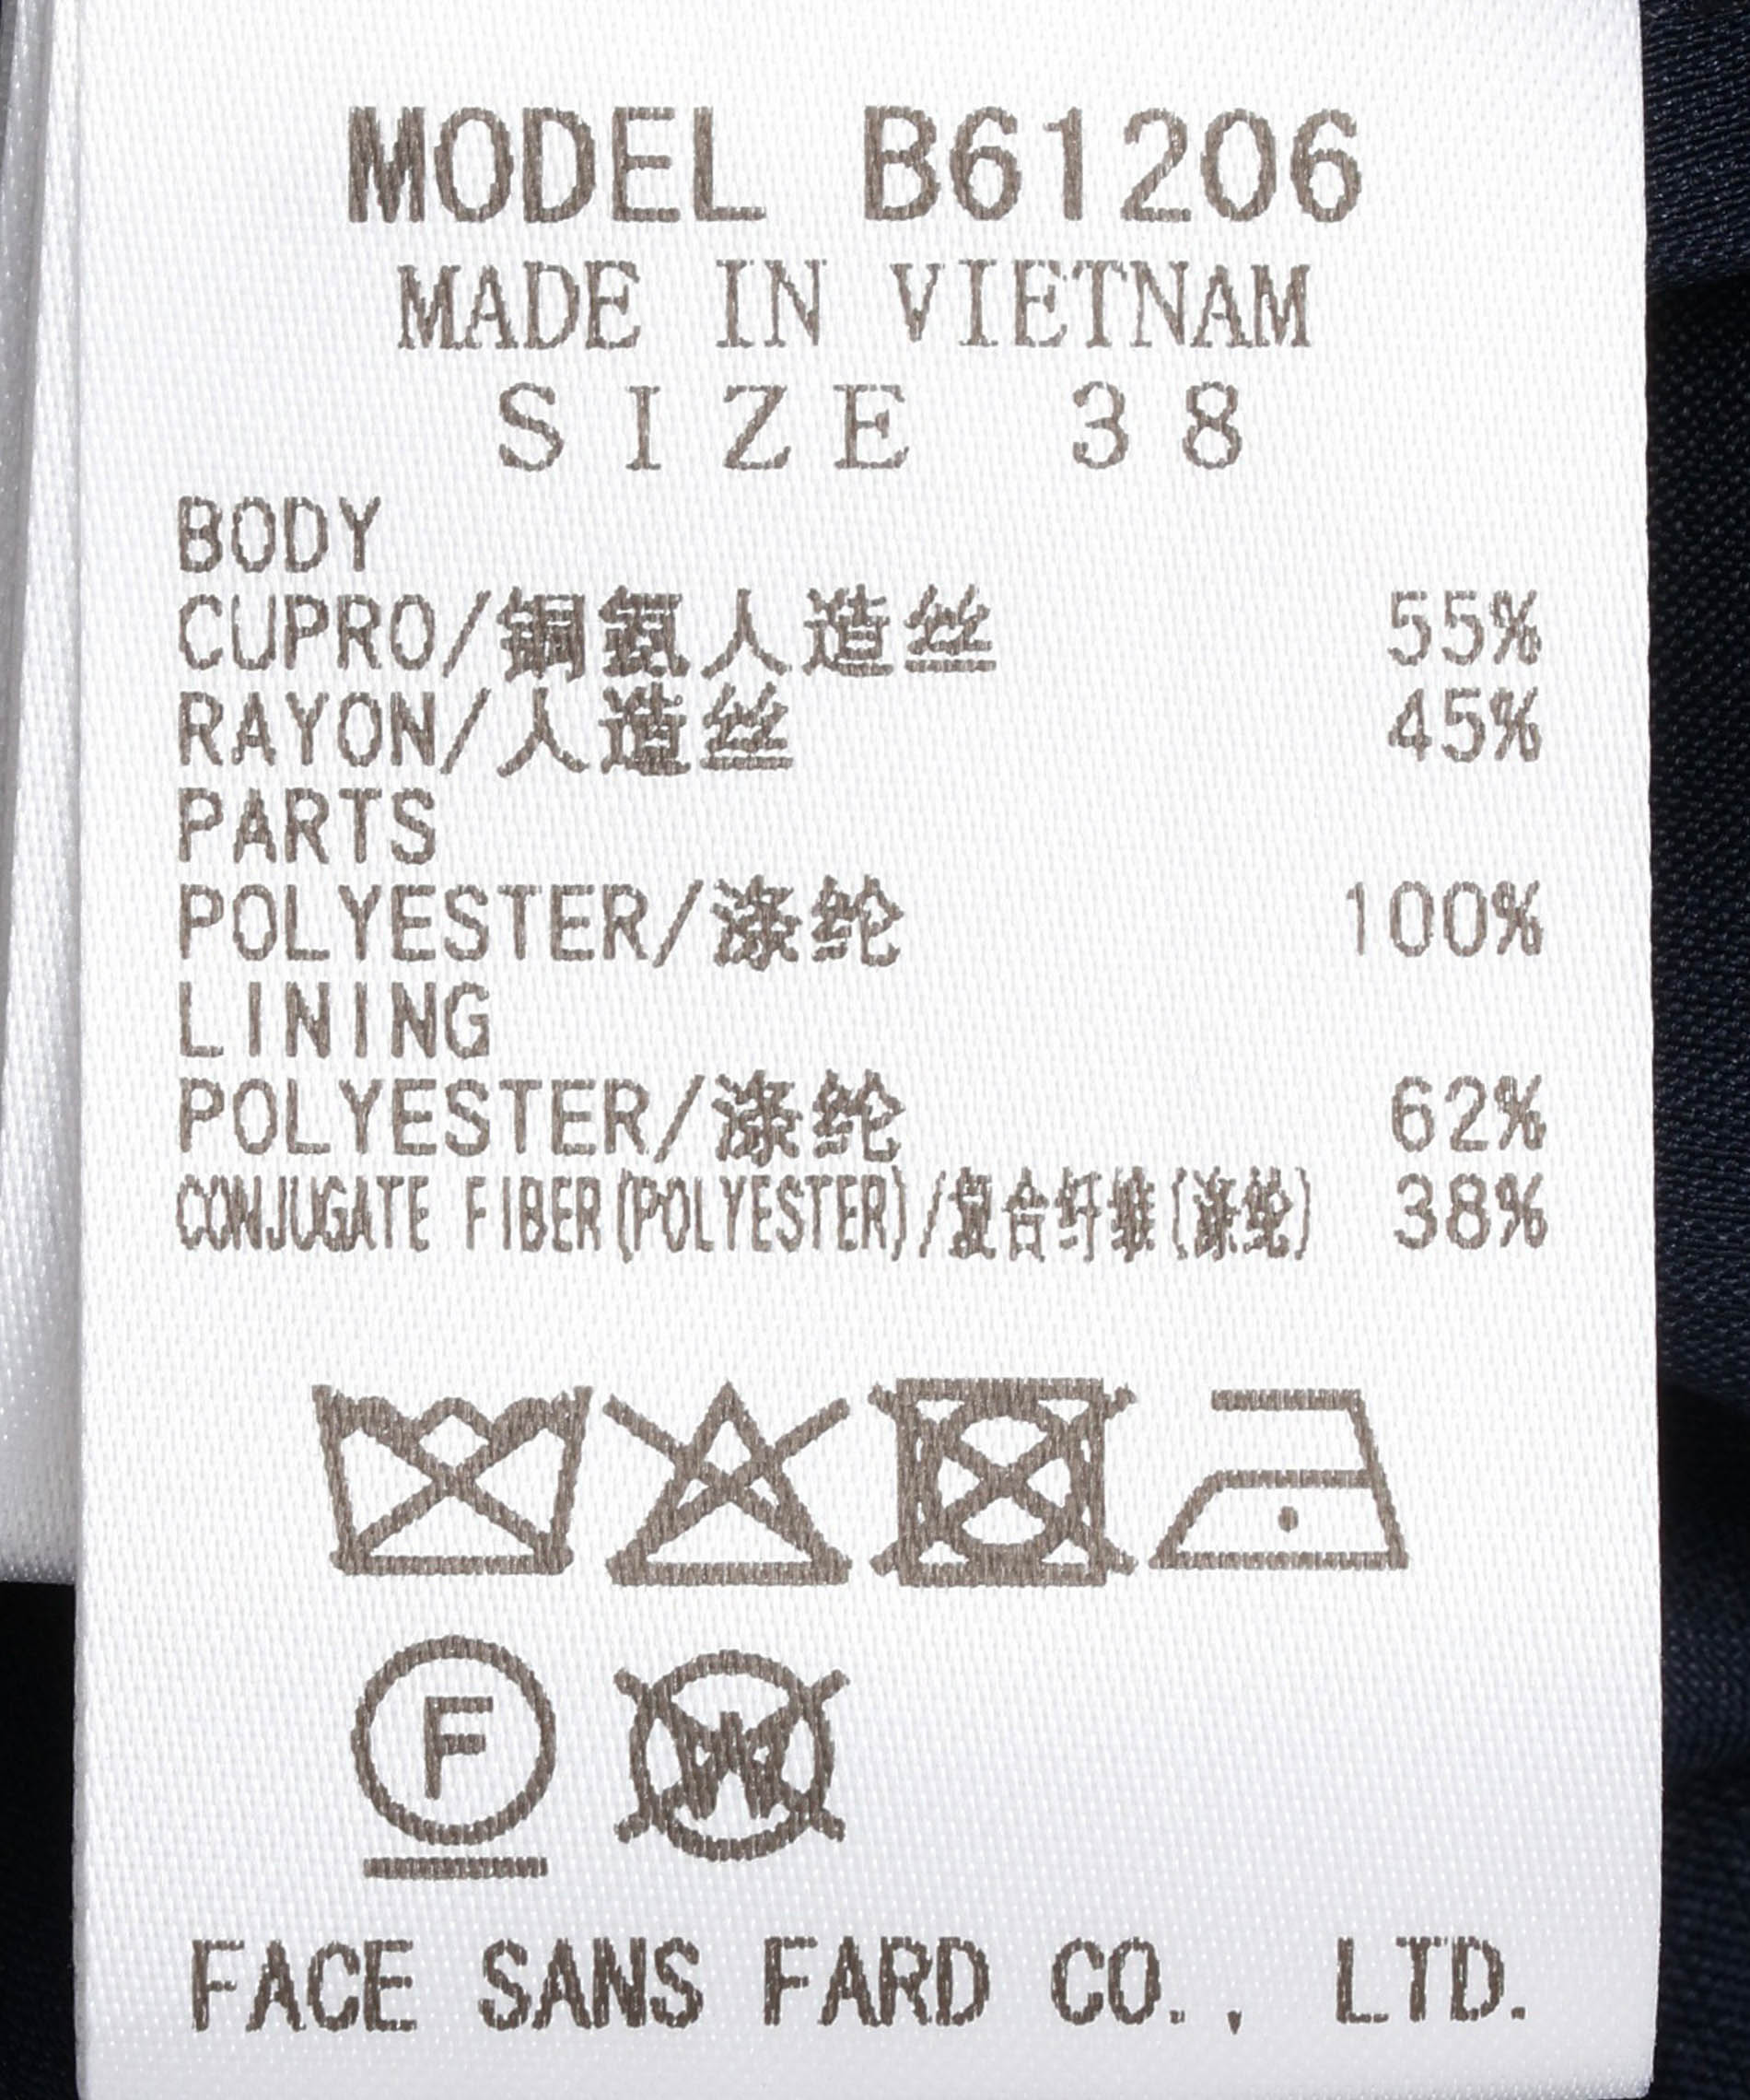 MODEL B61206
MADE IN VIETNAM
SIZE 38
BODY
CUPRO/铜氨人造丝 55%
RAYON/人造丝 45%
PARTS
POLYESTER/涤纶 100%
LINING
POLYESTER/涤纶 62%
CONJUGATE FIBER(POLYESTER)/复合纤维(涤纶) 38%
F W
FACE SANS FARD CO., LTD.